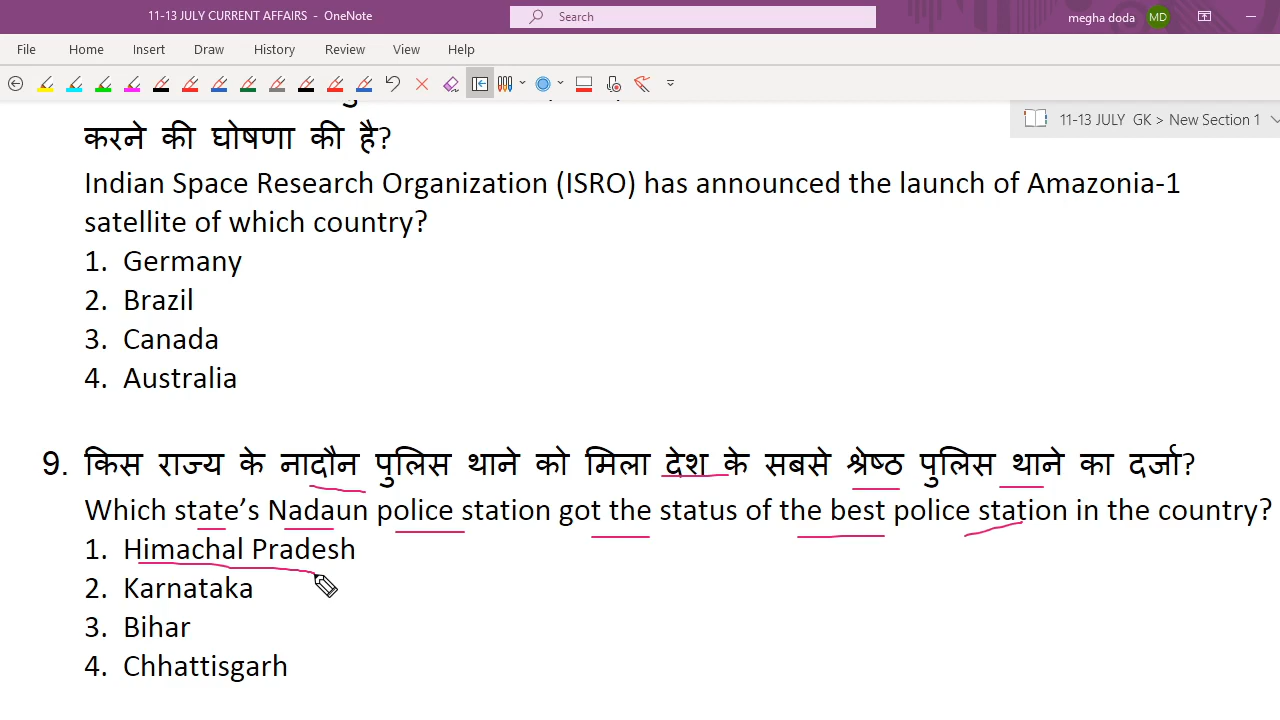 11-13 JULY CURRENT AFFAIRS - OneNote
Search
megha doda
MD
File Home Insert Draw History Review View Help
11-13 JULY GK > New Section 1
करने की घोषणा की है?
Indian Space Research Organization (ISRO) has announced the launch of Amazonia-1
satellite of which country?
1. Germany
2. Brazil
3. Canada
4. Australia
9. किस राज्य के नादौन पुलिस थाने को मिला देश के सबसे श्रेष्ठ पुलिस थाने का दर्जा?
Which state's Nadaun police station got the status of the best police station in the country?
1. Himachal Pradesh
2. Karnataka
3. Bihar
4. Chhattisgarh